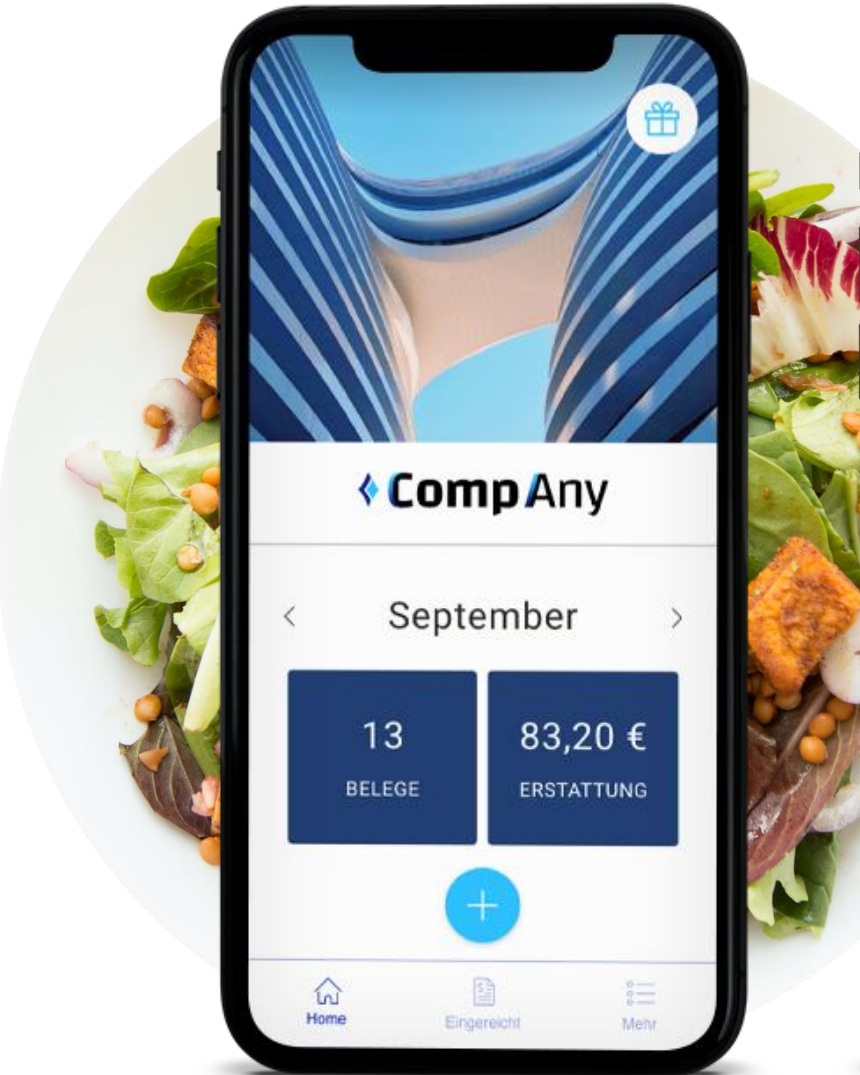 CompAny
September
13
83,20 €
BELEGE
ERSTATTUNG
Home
Eingereicht
Mehr